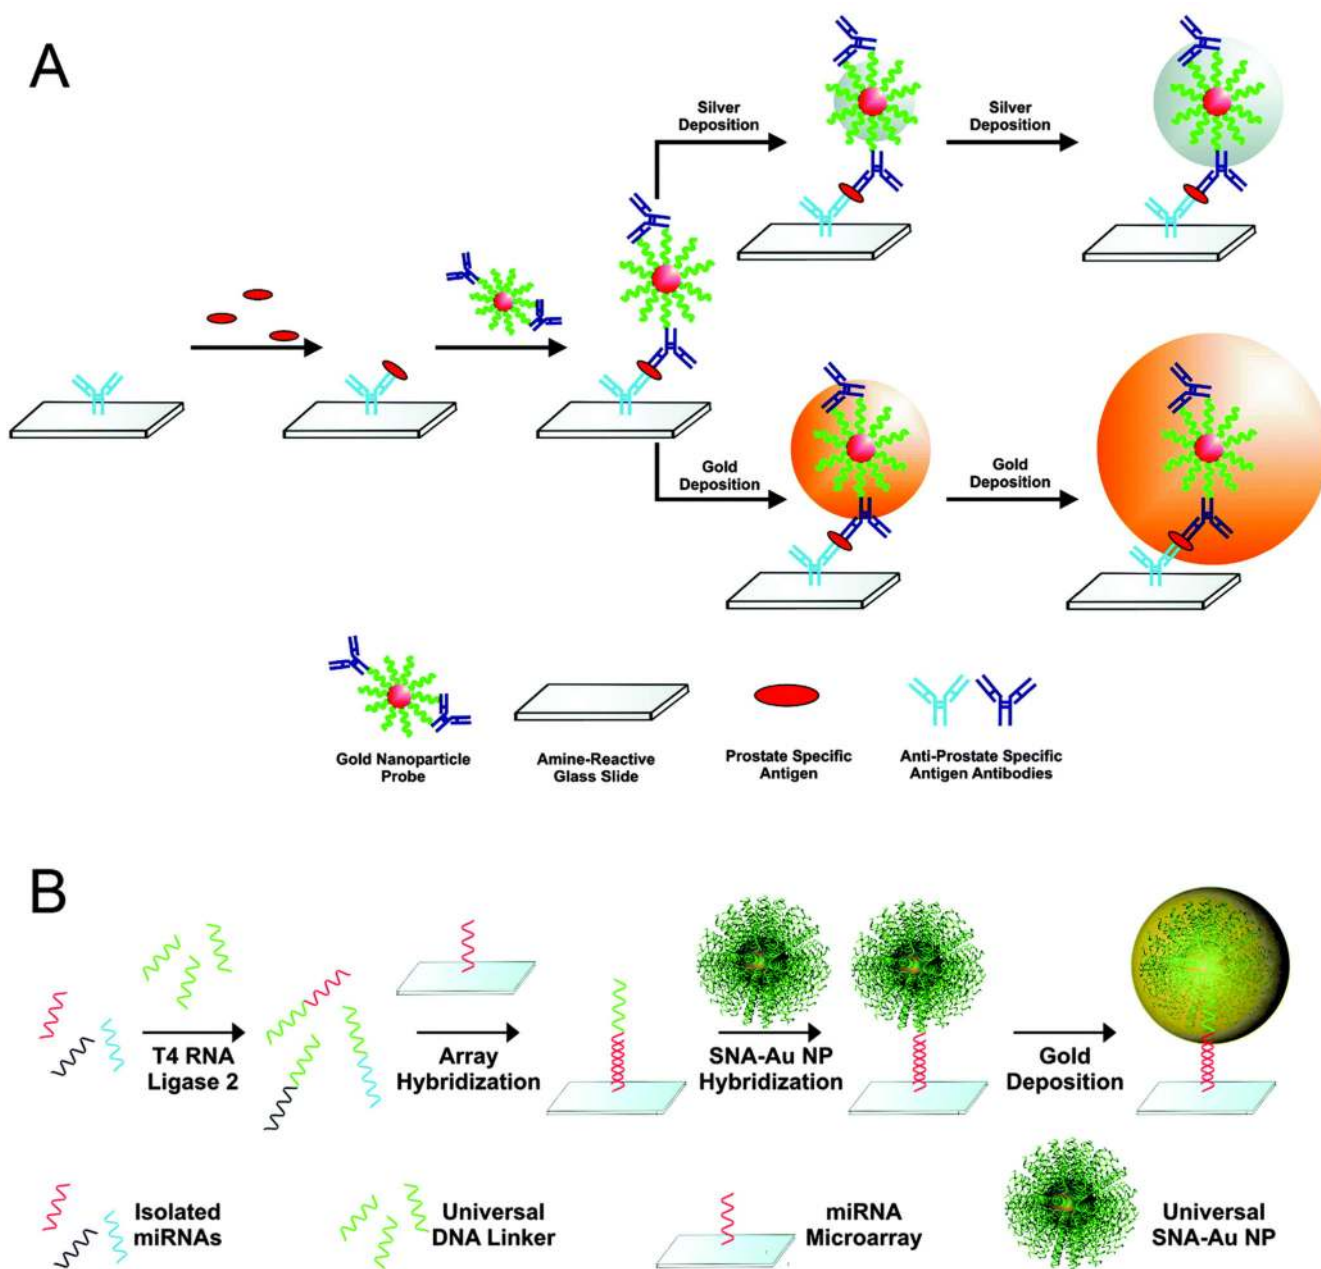 A
Silver
Deposition
Silver
Deposition
Gold
Deposition
Gold
Deposition
Gold Nanoparticle
Probe
Amine-Reactive
Glass Slide
Prostate Specific
Antigen
Anti-Prostate Specific
Antigen Antibodies
B
T4 RNA
Ligase 2
Array
Hybridization
SNA-Au NP
Hybridization
Gold
Deposition
Isolated
miRNAs
Universal
DNA Linker
miRNA
Microarray
Universal
SNA-Au NP